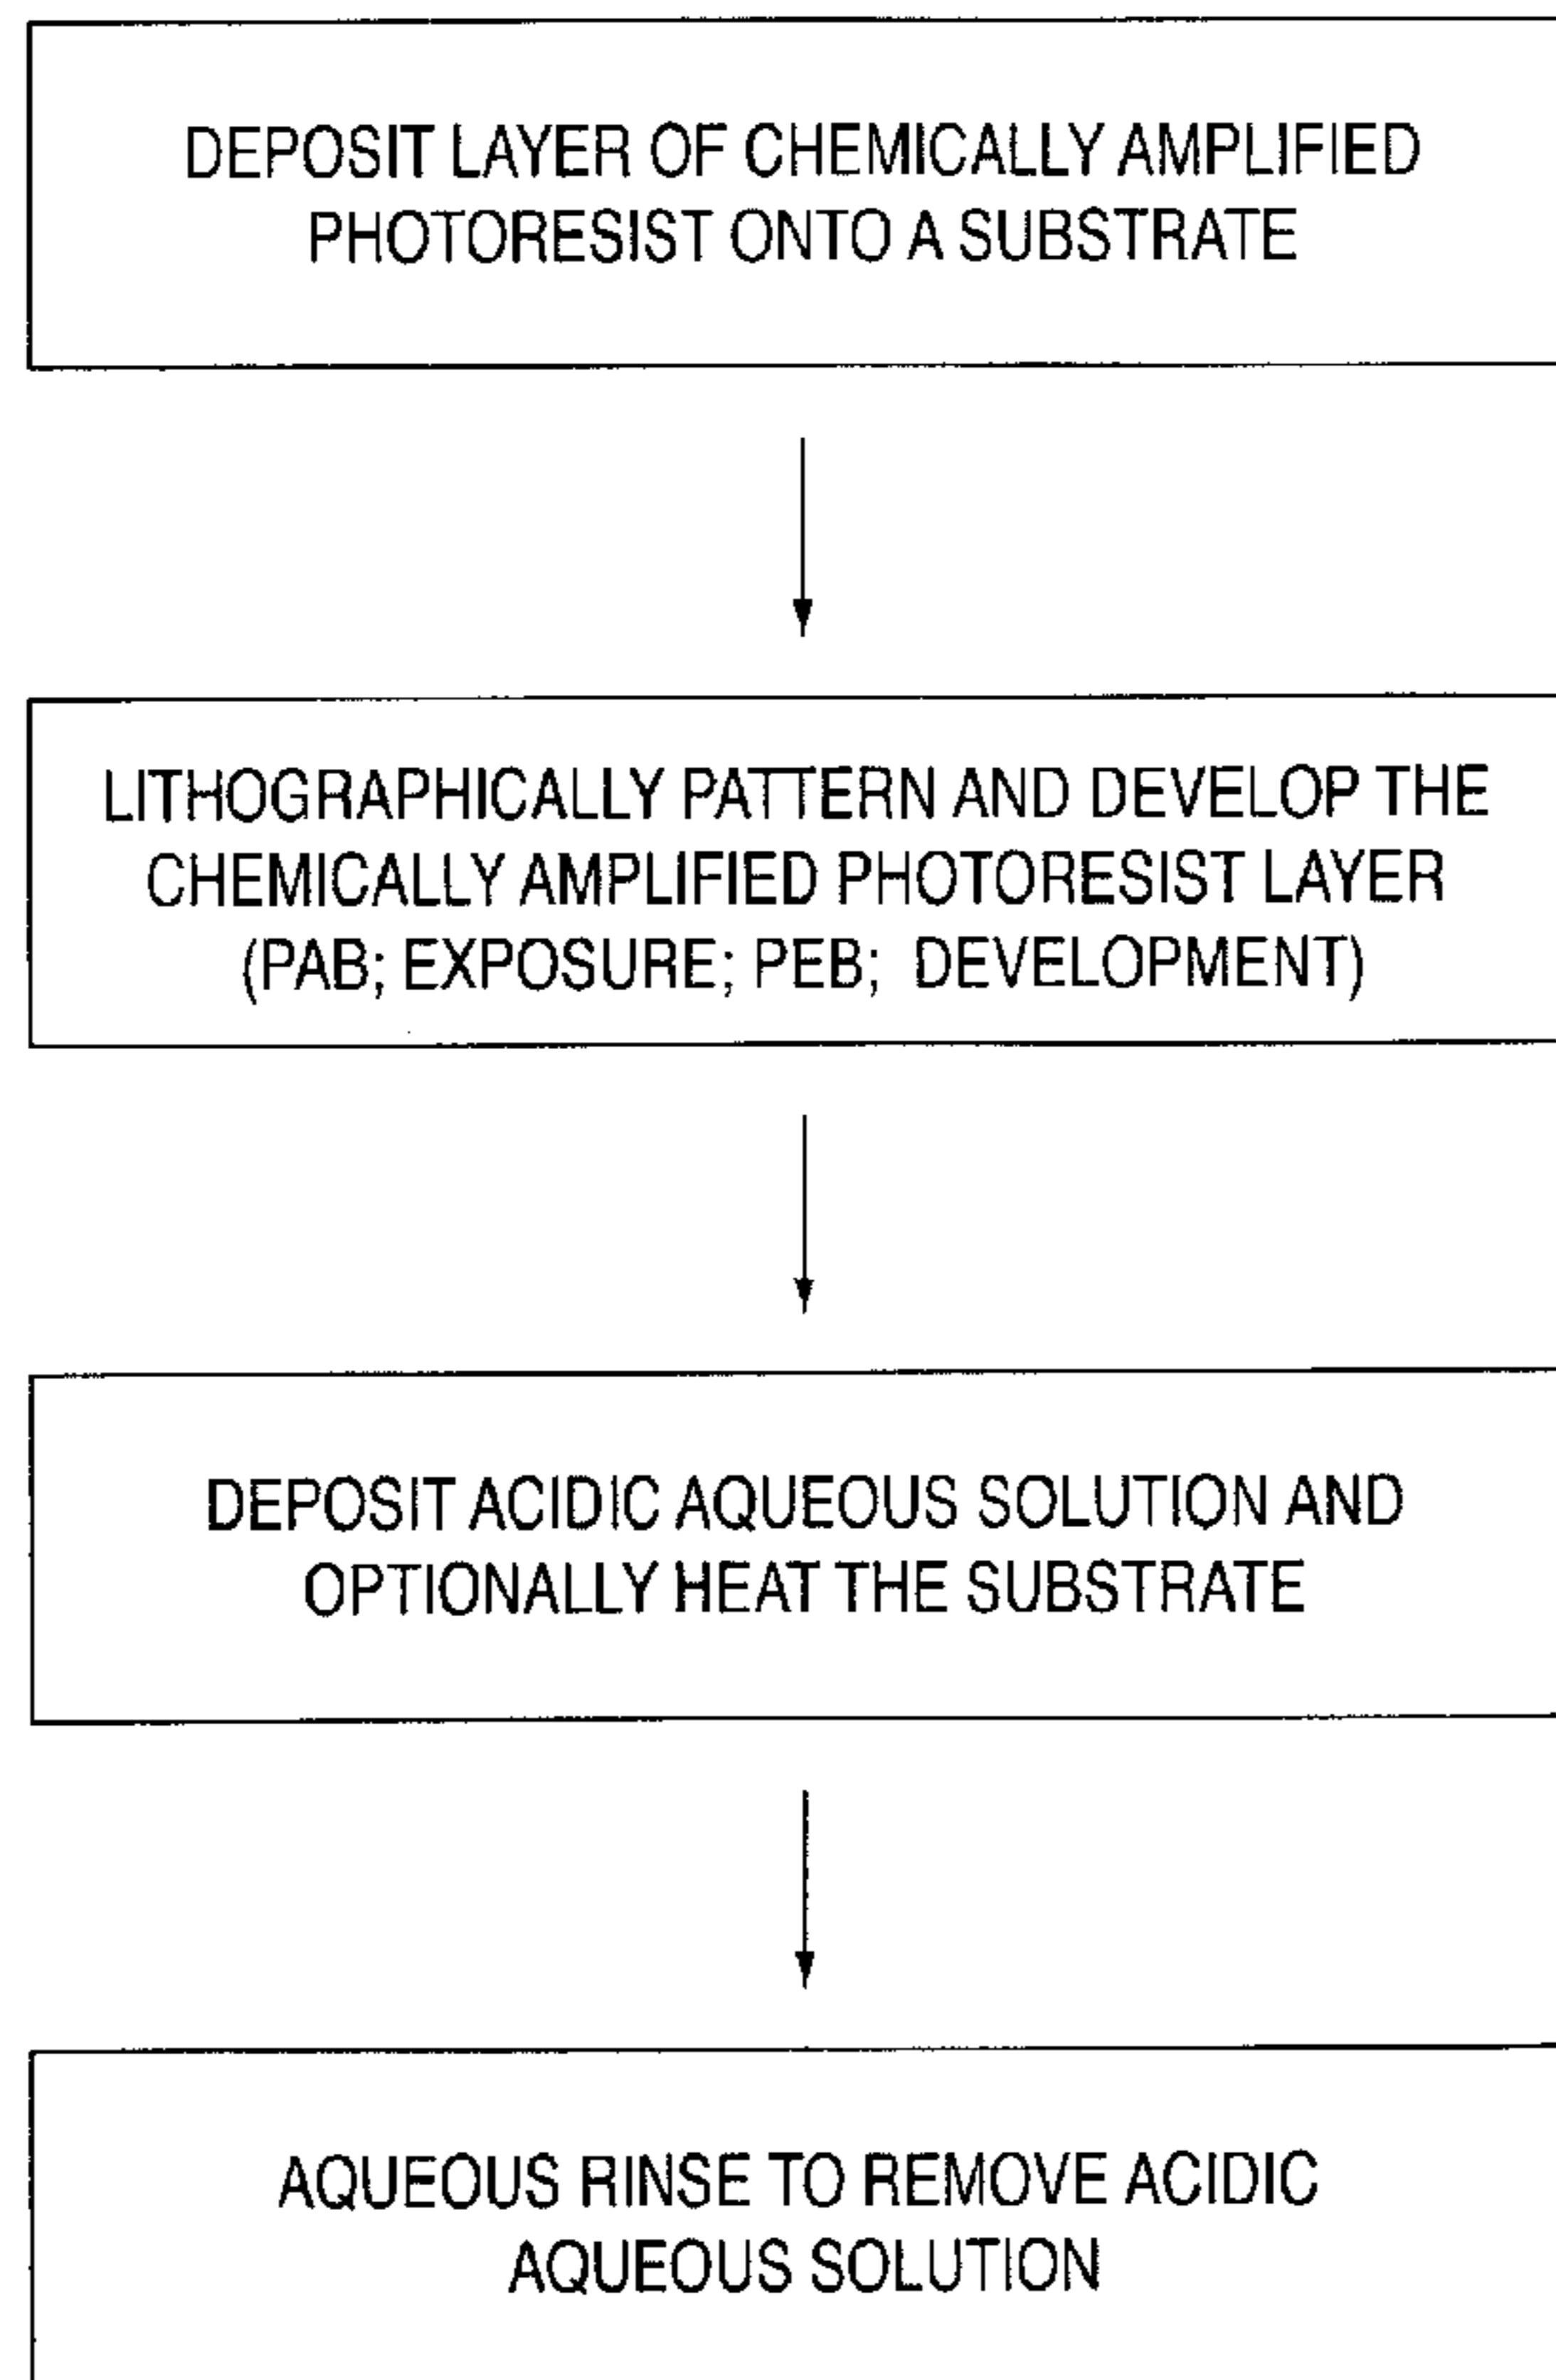 DEPOSIT LAYER OF CHEMICALLY AMPLIFIED
PHOTORESIST ONTO A SUBSTRATE
LITHOGRAPHICALLY PATTERN AND DEVELOP THE
CHEMICALLY AMPLIFIED PHOTORESIST LAYER
(PAB; EXPOSURE; PEB; DEVELOPMENT)
DEPOSIT ACIDIC AQUEOUS SOLUTION AND
OPTIONALLY HEAT THE SUBSTRATE
AQUEOUS RINSE TO REMOVE ACIDIC
AQUEOUS SOLUTION